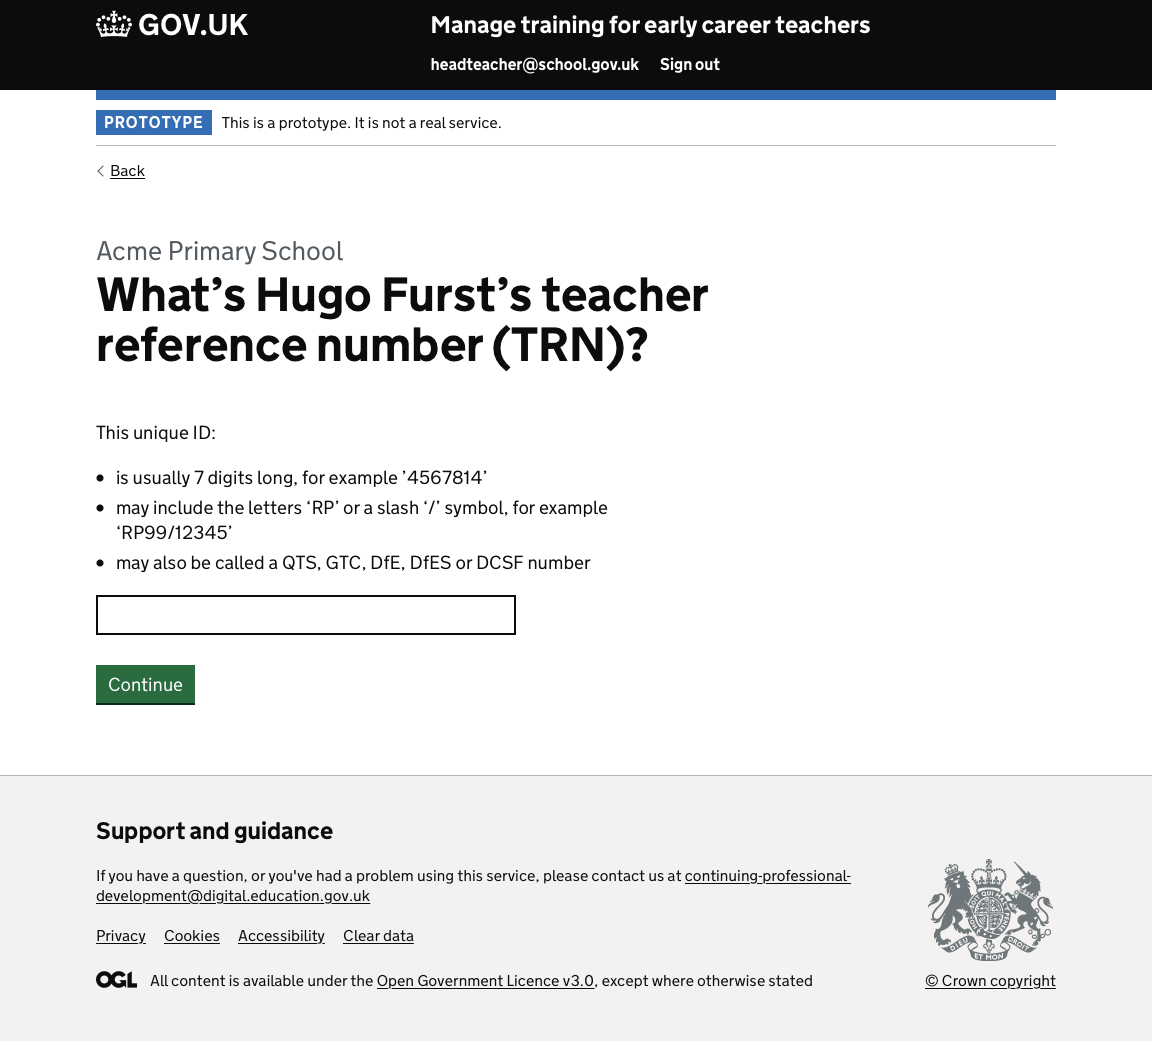 GOV.UK
Manage training for early career teachers
headteacher@school.gov.uk Sign out
PROTOTYPE This is a prototype. It is not a real service.
Back
Acme Primary School
What’s Hugo Furst’s teacher
reference number (TRN)?
This unique ID:
• is usually 7 digits long, for example ’4567814’
• may include the letters ‘RP’ or a slash ‘/’ symbol, for example
‘RP99/12345’
• may also be called a QTS, GTC, DfE, DfES or DCSF number
Continue
Support and guidance
If you have a question, or you've had a problem using this service, please contact us at continuing-professional-
development@digital.education.gov.uk
Privacy Cookies Accessibility Clear data
OGL All content is available under the Open Government Licence v3.0, except where otherwise stated
DIEU ET MON DROIT
© Crown copyright